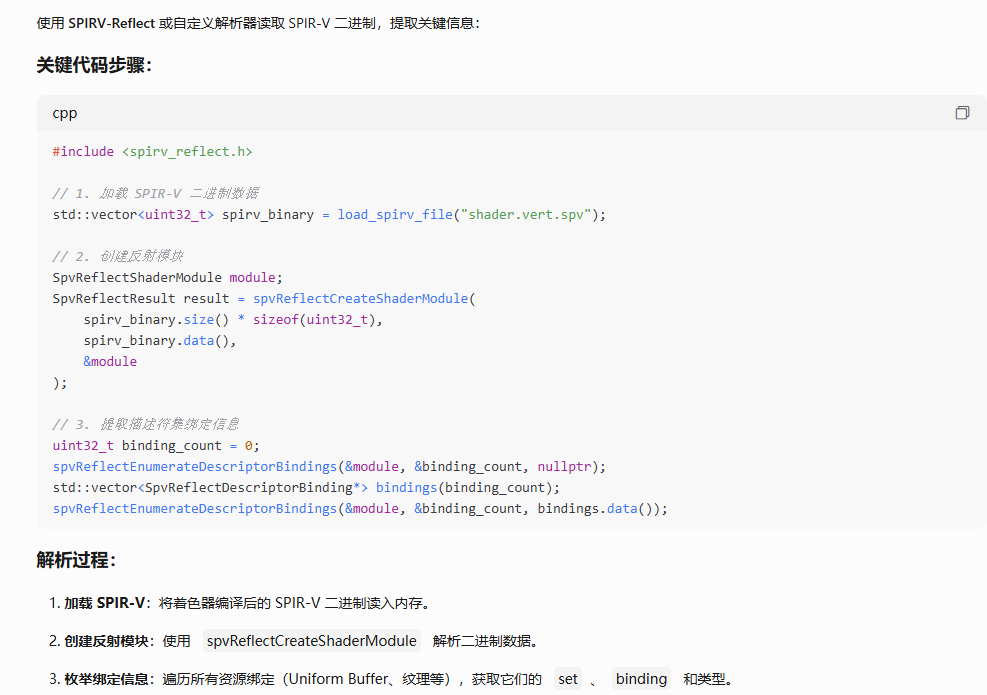 使用 SPIRV-Reflect 或自定义解析器读取 SPIR-V 二进制，提取关键信息：
关键代码步骤：
cpp
#include <spirv_reflect.h>
// 1. 加载 SPIR-V 二进制数据
std::vector<uint32_t> spirv_binary = load_spirv_file("shader.vert.spv");
// 2. 创建反射模块
SpvReflectShaderModule module;
SpvReflectResult result = spvReflectCreateShaderModule(
    spirv_binary.size() * sizeof(uint32_t),
    spirv_binary.data(),
    &module
);
// 3. 提取描述符集绑定信息
uint32_t binding_count = 0;
spvReflectEnumerateDescriptorBindings(&module, &binding_count, nullptr);
std::vector<SpvReflectDescriptorBinding*> bindings(binding_count);
spvReflectEnumerateDescriptorBindings(&module, &binding_count, bindings.data());
解析过程：
1. 加载 SPIR-V：将着色器编译后的 SPIR-V 二进制读入内存。
2. 创建反射模块：使用 spvReflectCreateShaderModule 解析二进制数据。
3. 枚举绑定信息：遍历所有资源绑定（Uniform Buffer、纹理等），获取它们的 set 、 binding 和类型。